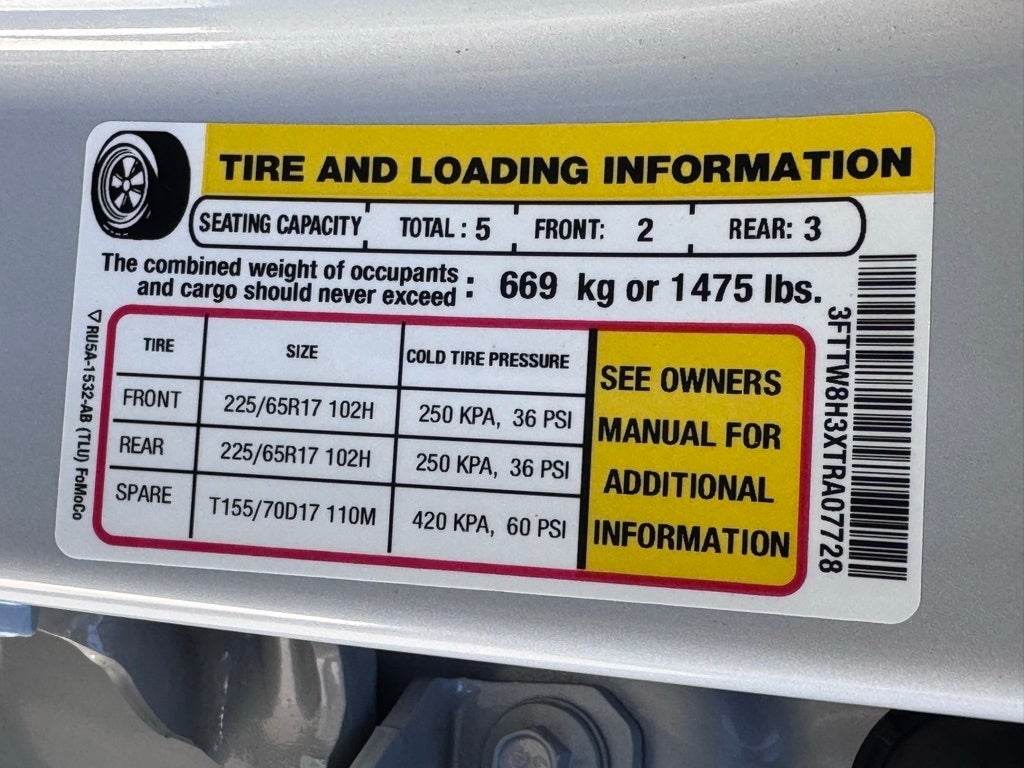 TIRE AND LOADING INFORMATION
SEATING CAPACITY TOTAL : 5 FRONT: 2 REAR: 3
The combined weight of occupants
and cargo should never exceed : 669 kg or 1475 lbs.
TIRE SIZE COLD TIRE PRESSURE
FRONT 225/65R17 102H 250 KPA, 36 PSI
REAR 225/65R17 102H 250 KPA, 36 PSI
SPARE T155/70D17 110M 420 KPA, 60 PSI
SEE OWNERS
MANUAL FOR
ADDITIONAL
INFORMATION
3FTTW8H3XTRA07728
RU5A-1532-AB (TLU) FoMoCo